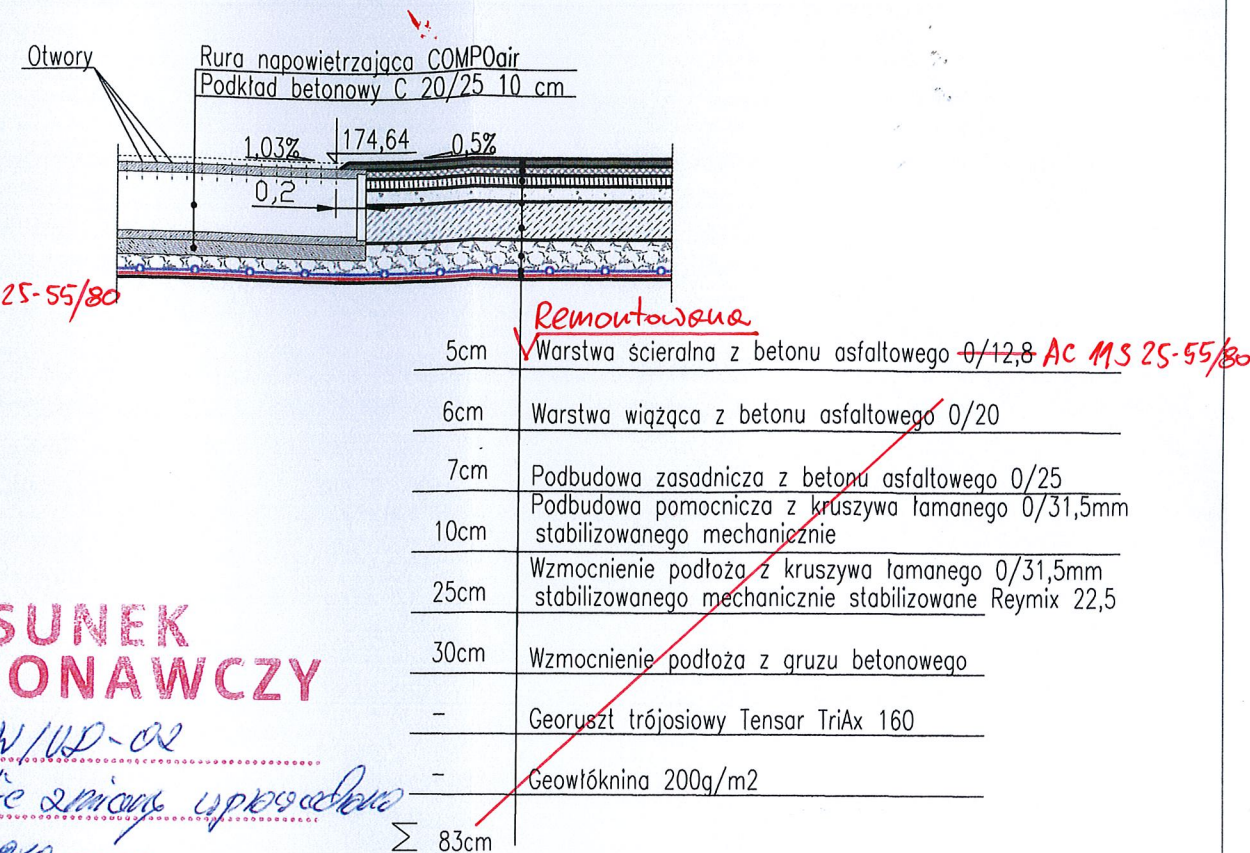 Otwory
Rura napowietrzająca COMPOair
Podkład betonowy C 20/25 10 cm
1,03%
174,64
0,5%
0,2
25-55/80
Remontowana
5cm Warstwa ścieralna z betonu asfaltowego 0/12,8 AC 11S 25-55/80
6cm Warstwa wiążąca z betonu asfaltowego 0/20
7cm Podbudowa zasadnicza z betonu asfaltowego 0/25
Podbudowa pomocnicza z kruszywa łamanego 0/31,5mm
10cm stabilizowanego mechanicznie
Wzmocnienie podłoża z kruszywa łamanego 0/31,5mm
25cm stabilizowanego mechanicznie stabilizowane Reymix 22,5
30cm Wzmocnienie podłoża z gruzu betonowego
- Georuszt trójosiowy Tensar TriAx 160
- Geowłóknina 200g/m2
Σ 83cm
SUNEK
ONAWCZY
/UD-02
zmiany wprowadzono